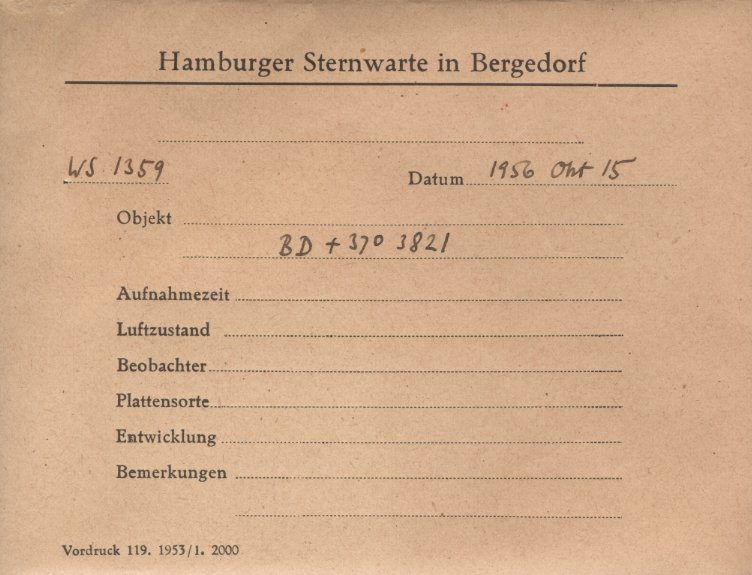 Hamburger Sternwarte in Bergedorf
WS 1359 Datum 1956 Okt 15
Objekt
BD + 37° 3821
Aufnahmezeit
Luftzustand
Beobachter
Plattensorte
Entwicklung
Bemerkungen
Vordruck 119. 1953/1. 2000